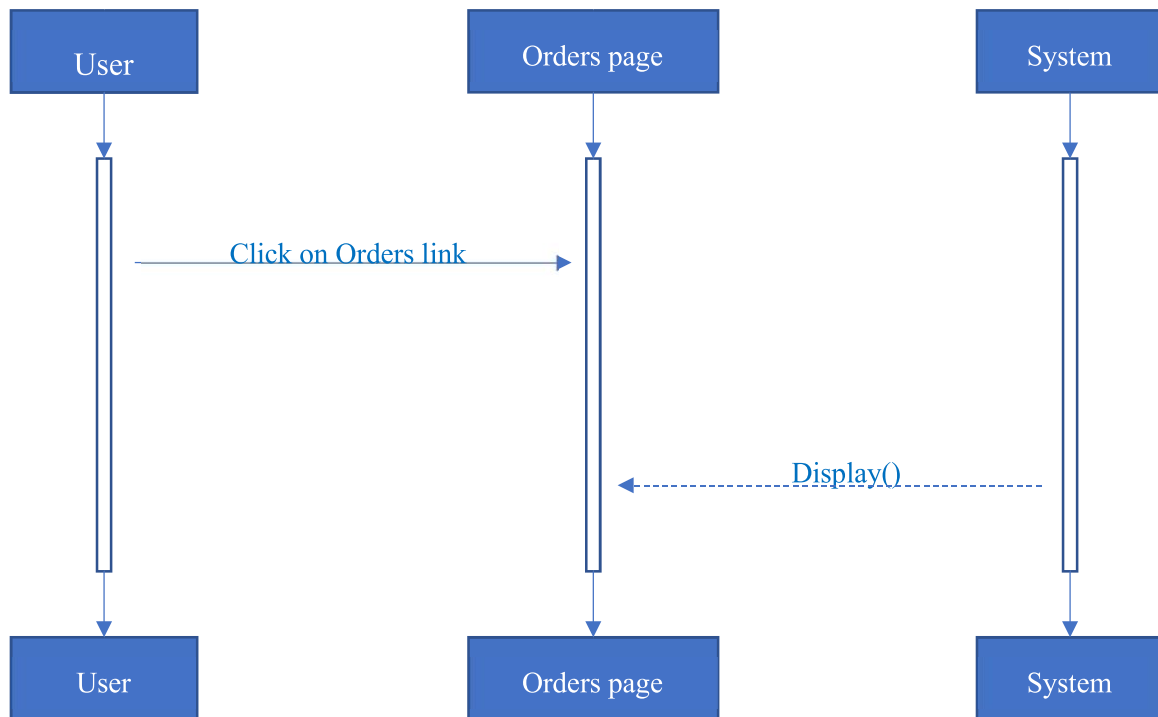 User
Orders page
System
Click on Orders link
Display()
User
Orders page
System